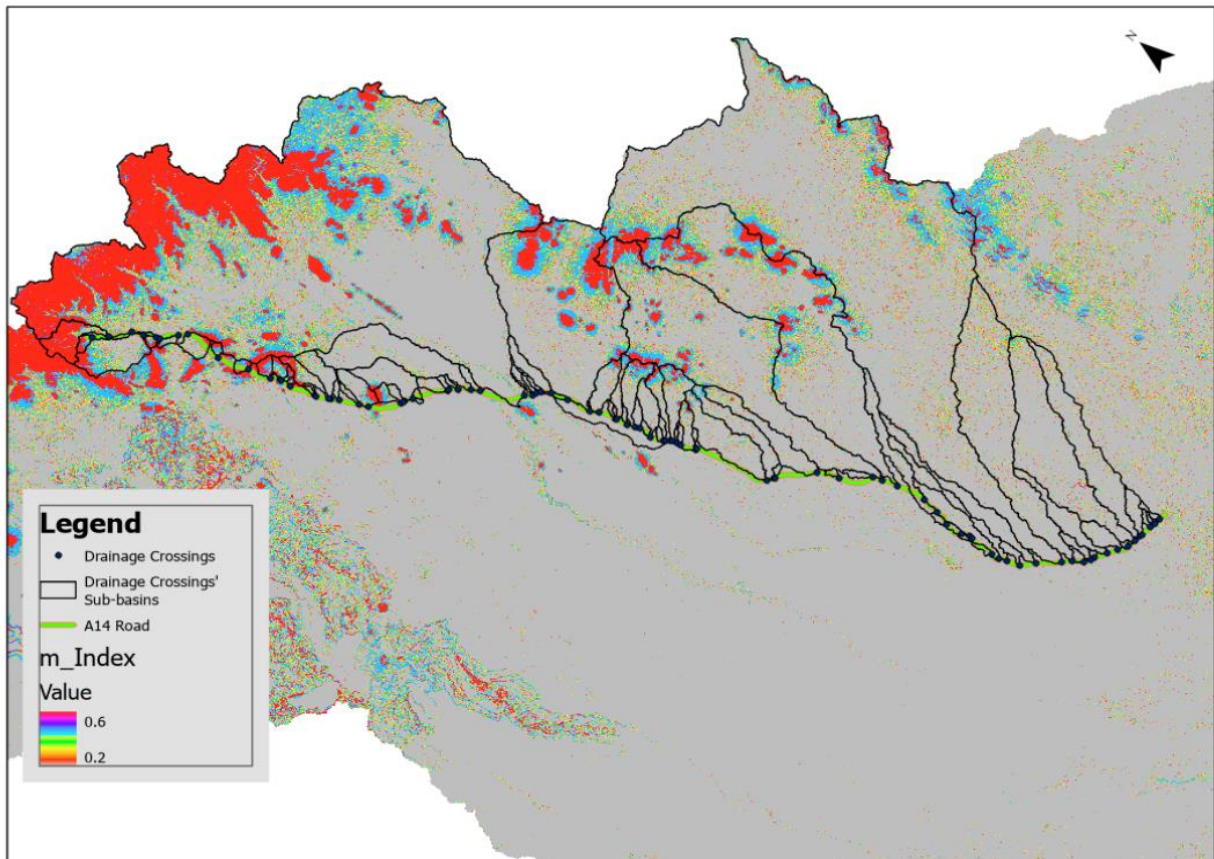 N
Legend
Drainage Crossings
Drainage Crossings'
Sub-basins
A14 Road
m_Index
Value
0.6
0.2